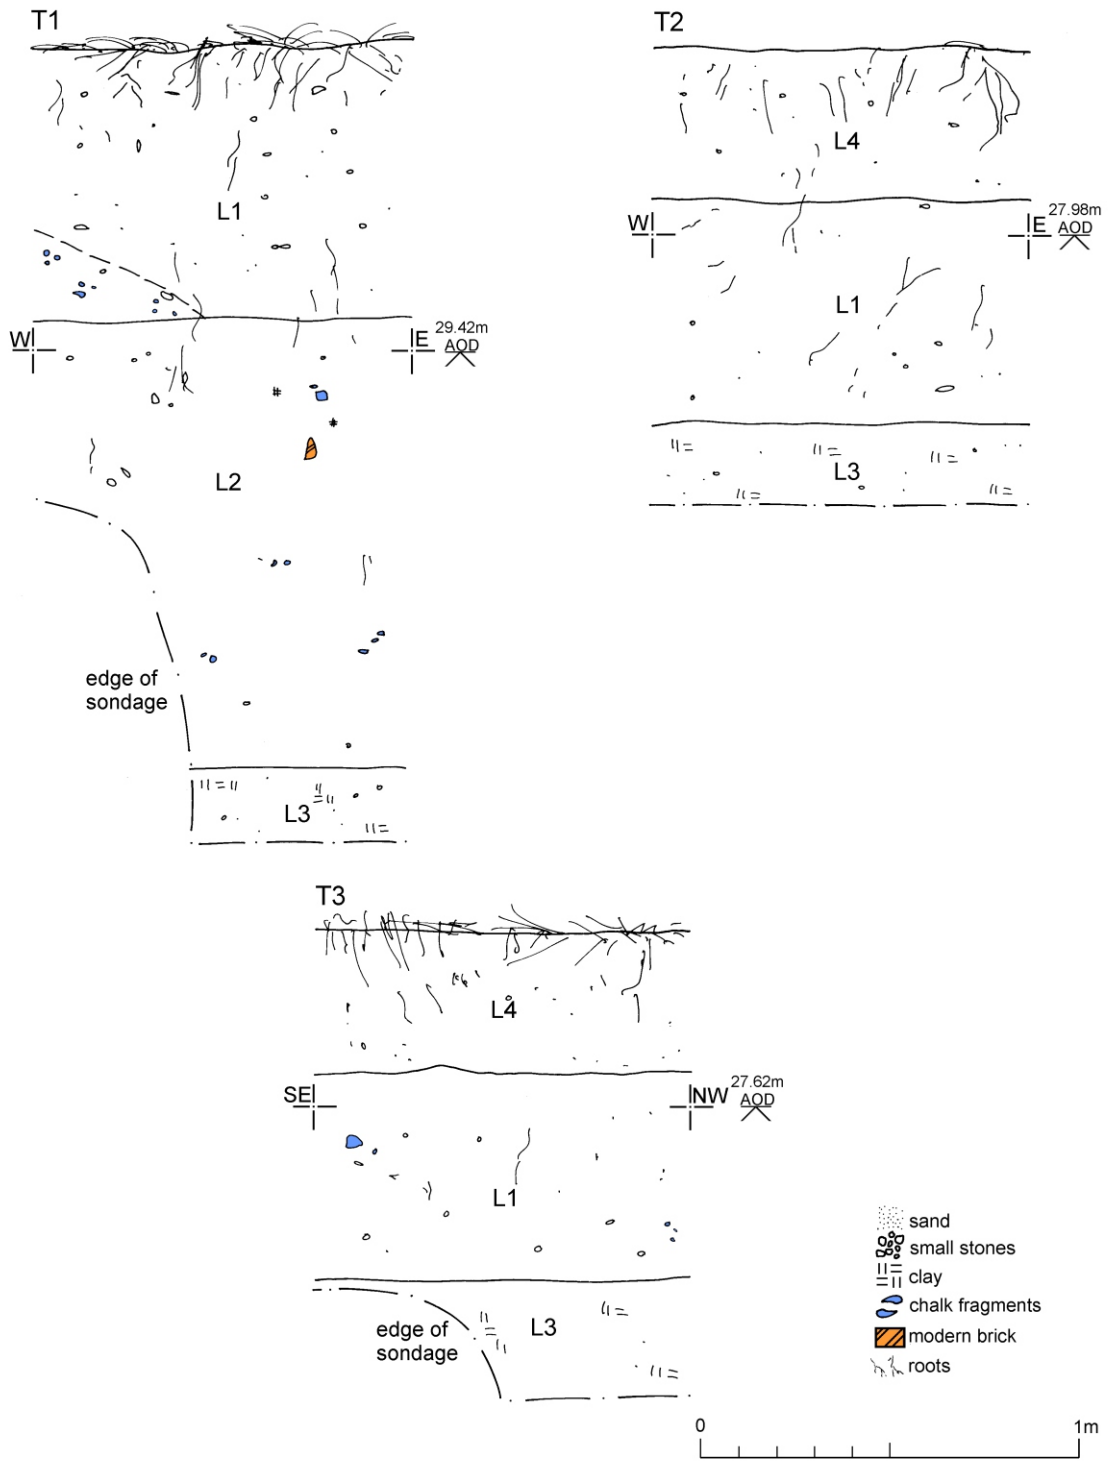 T1
L1
W
E
29.42m
AOD
L2
edge of
sondage
L3
T2
L4
W
E
27.98m
AOD
L1
L3
T3
L4
SE
NW
27.62m
AOD
L1
edge of
sondage
L3
sand
small stones
clay
chalk fragments
modern brick
roots
0
1m